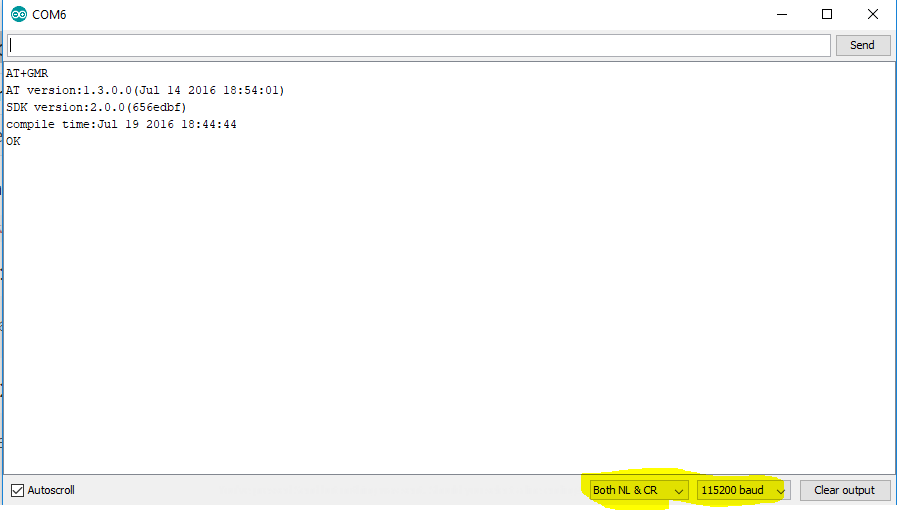 COM6
Send
AT+GMR
AT version:1.3.0.0(Jul 14 2016 18:54:01)
SDK version:2.0.0(656edbf)
compile time:Jul 19 2016 18:44:44
OK
Autoscroll
Both NL & CR
115200 baud
Clear output